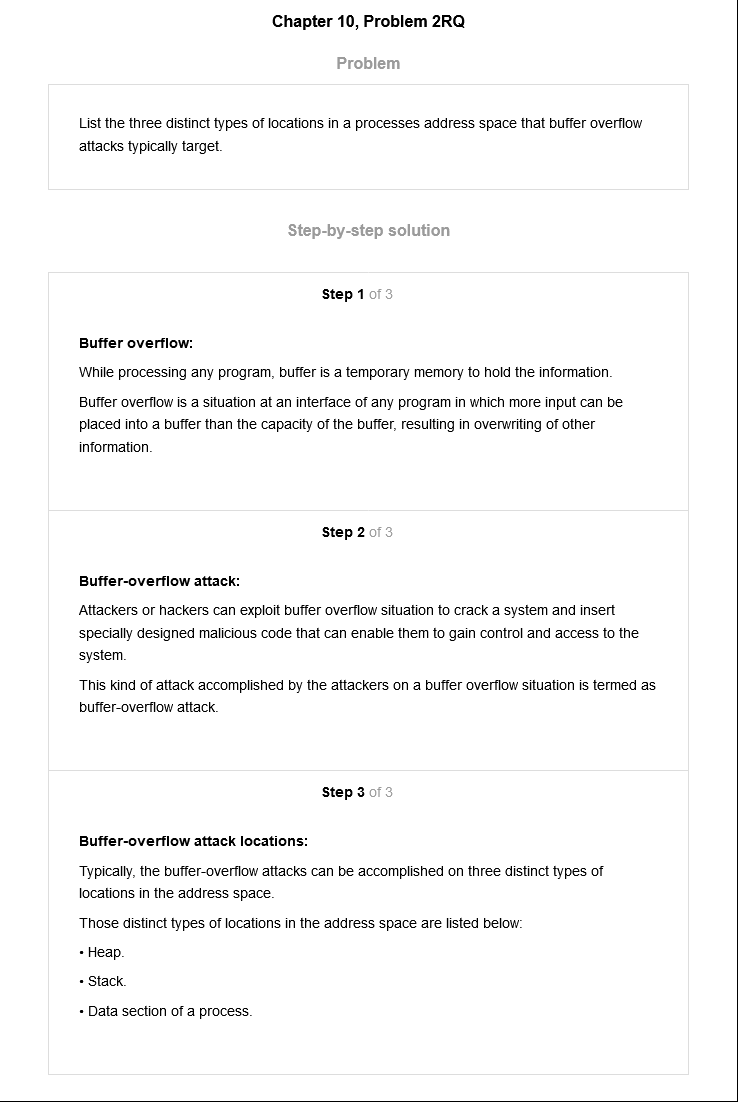 Chapter 10, Problem 2RQ
Problem
List the three distinct types of locations in a processes address space that buffer overflow
attacks typically target.
Step-by-step solution
Step 1 of 3
Buffer overflow:
While processing any program, buffer is a temporary memory to hold the information.
Buffer overflow is a situation at an interface of any program in which more input can be
placed into a buffer than the capacity of the buffer, resulting in overwriting of other
information.
Step 2 of 3
Buffer-overflow attack:
Attackers or hackers can exploit buffer overflow situation to crack a system and insert
specially designed malicious code that can enable them to gain control and access to the
system.
This kind of attack accomplished by the attackers on a buffer overflow situation is termed as
buffer-overflow attack.
Step 3 of 3
Buffer-overflow attack locations:
Typically, the buffer-overflow attacks can be accomplished on three distinct types of
locations in the address space.
Those distinct types of locations in the address space are listed below:
• Heap.
• Stack.
• Data section of a process.